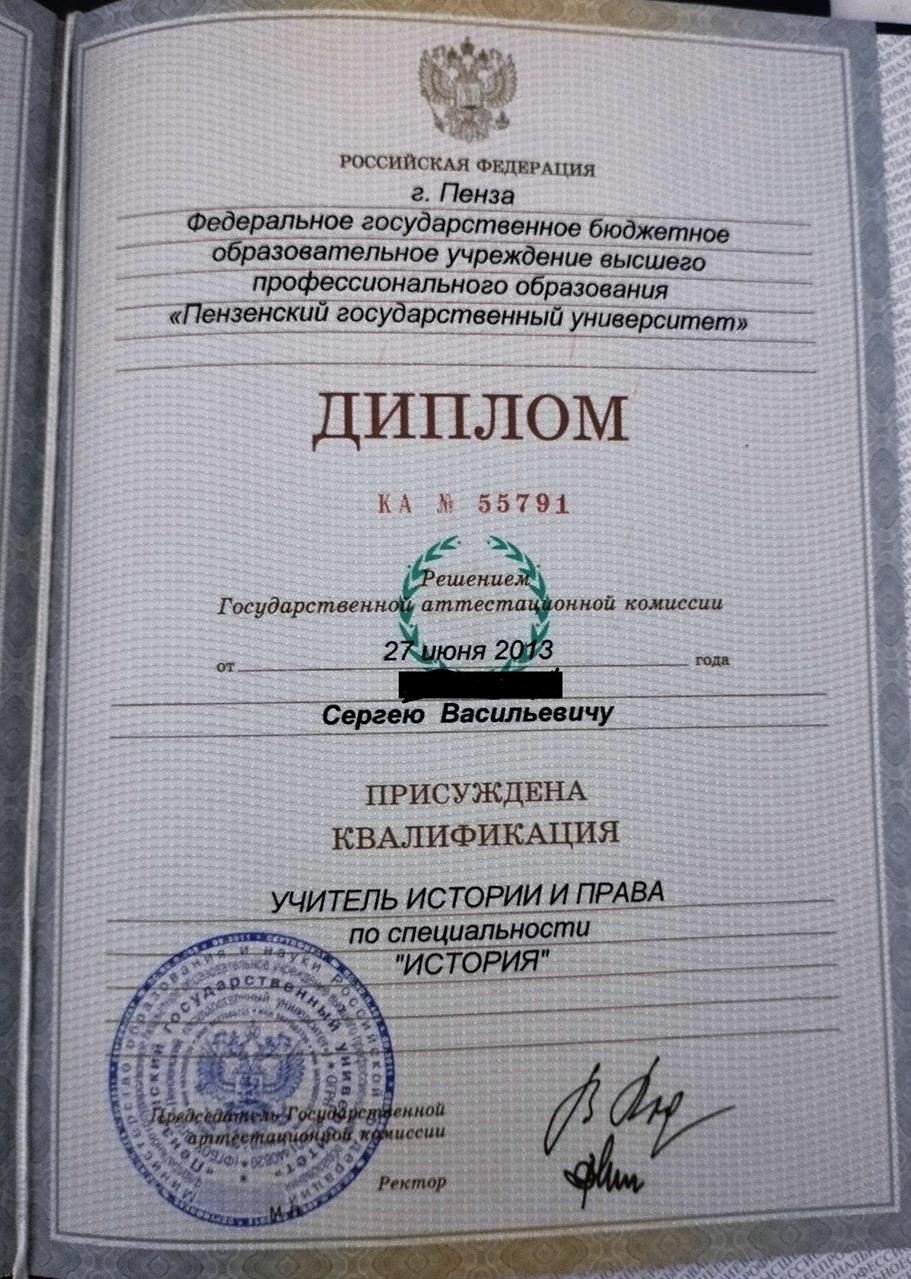 РОССИЙСКАЯ ФЕДЕРАЦИЯ
г. Пенза
Федеральное государственное бюджетное
образовательное учреждение высшего
профессионального образования
«Пензенский государственный университет»
ДИПЛОМ
КА № 55791
Решением
Государственной аттестационной комиссии
от 27 июня 2013 года
Сергею Васильевичу
ПРИСУЖДЕНА
КВАЛИФИКАЦИЯ
УЧИТЕЛЬ ИСТОРИИ И ПРАВА
по специальности
"ИСТОРИЯ"
Председатель Государственной
аттестационной комиссии
Ректор
М.П.